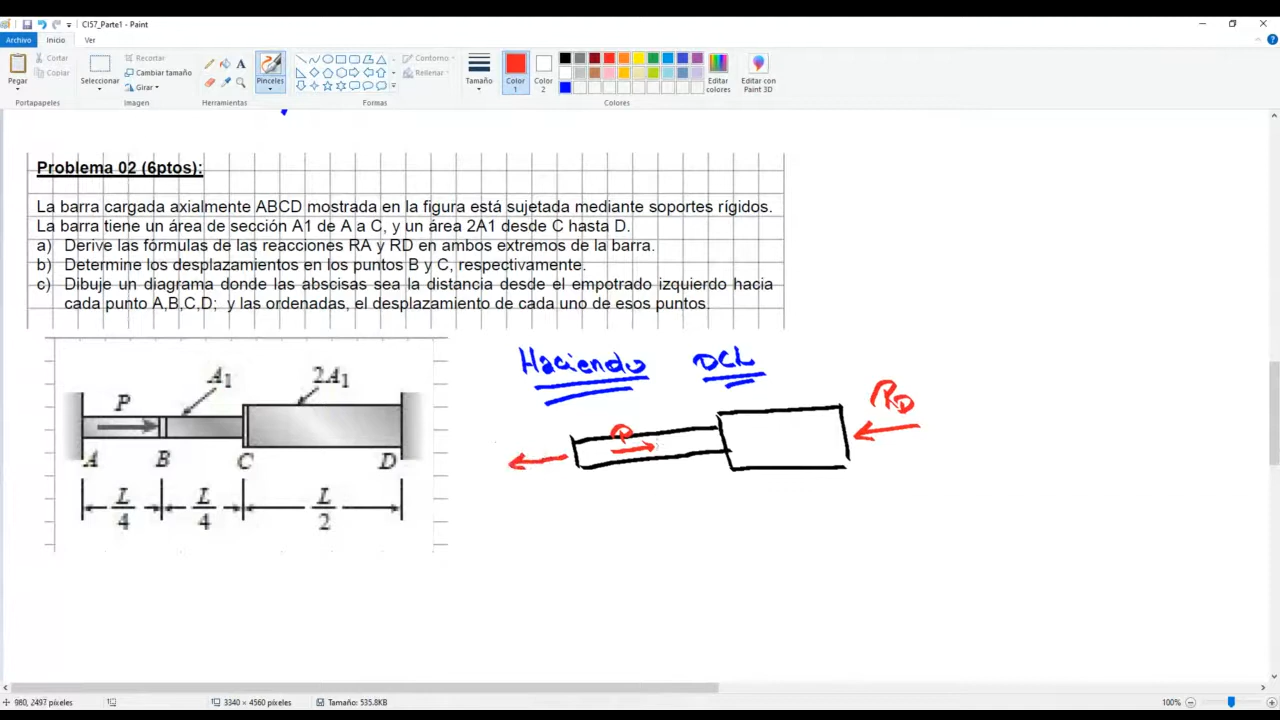 CI57_Parte1 - Paint
Archivo Inicio Ver
Pegar
Cortar
Copiar
Portapapeles
Seleccionar
Recortar
Cambiar tamaño
Girar
Imagen
A
Herramientas
Pinceles
Contorno
Rellenar
Formas
Tamaño
Color 1
Color 2
Editar colores
Editar con Paint 3D
Colores
Problema 02 (6ptos):
La barra cargada axialmente ABCD mostrada en la figura está sujetada mediante soportes rígidos.
La barra tiene un área de sección A1 de A a C, y un área 2A1 desde C hasta D.
a) Derive las fórmulas de las reacciones RA y RD en ambos extremos de la barra.
b) Determine los desplazamientos en los puntos B y C, respectivamente.
c) Dibuje un diagrama donde las abscisas sea la distancia desde el empotrado izquierdo hacia
cada punto A,B,C,D; y las ordenadas, el desplazamiento de cada uno de esos puntos.
Haciendo DCL
P A1 2A1
A B C D
L/4 L/4 L/2
P RD
980, 2497 píxeles 3340 × 4560 píxeles Tamaño: 535.8KB 100%